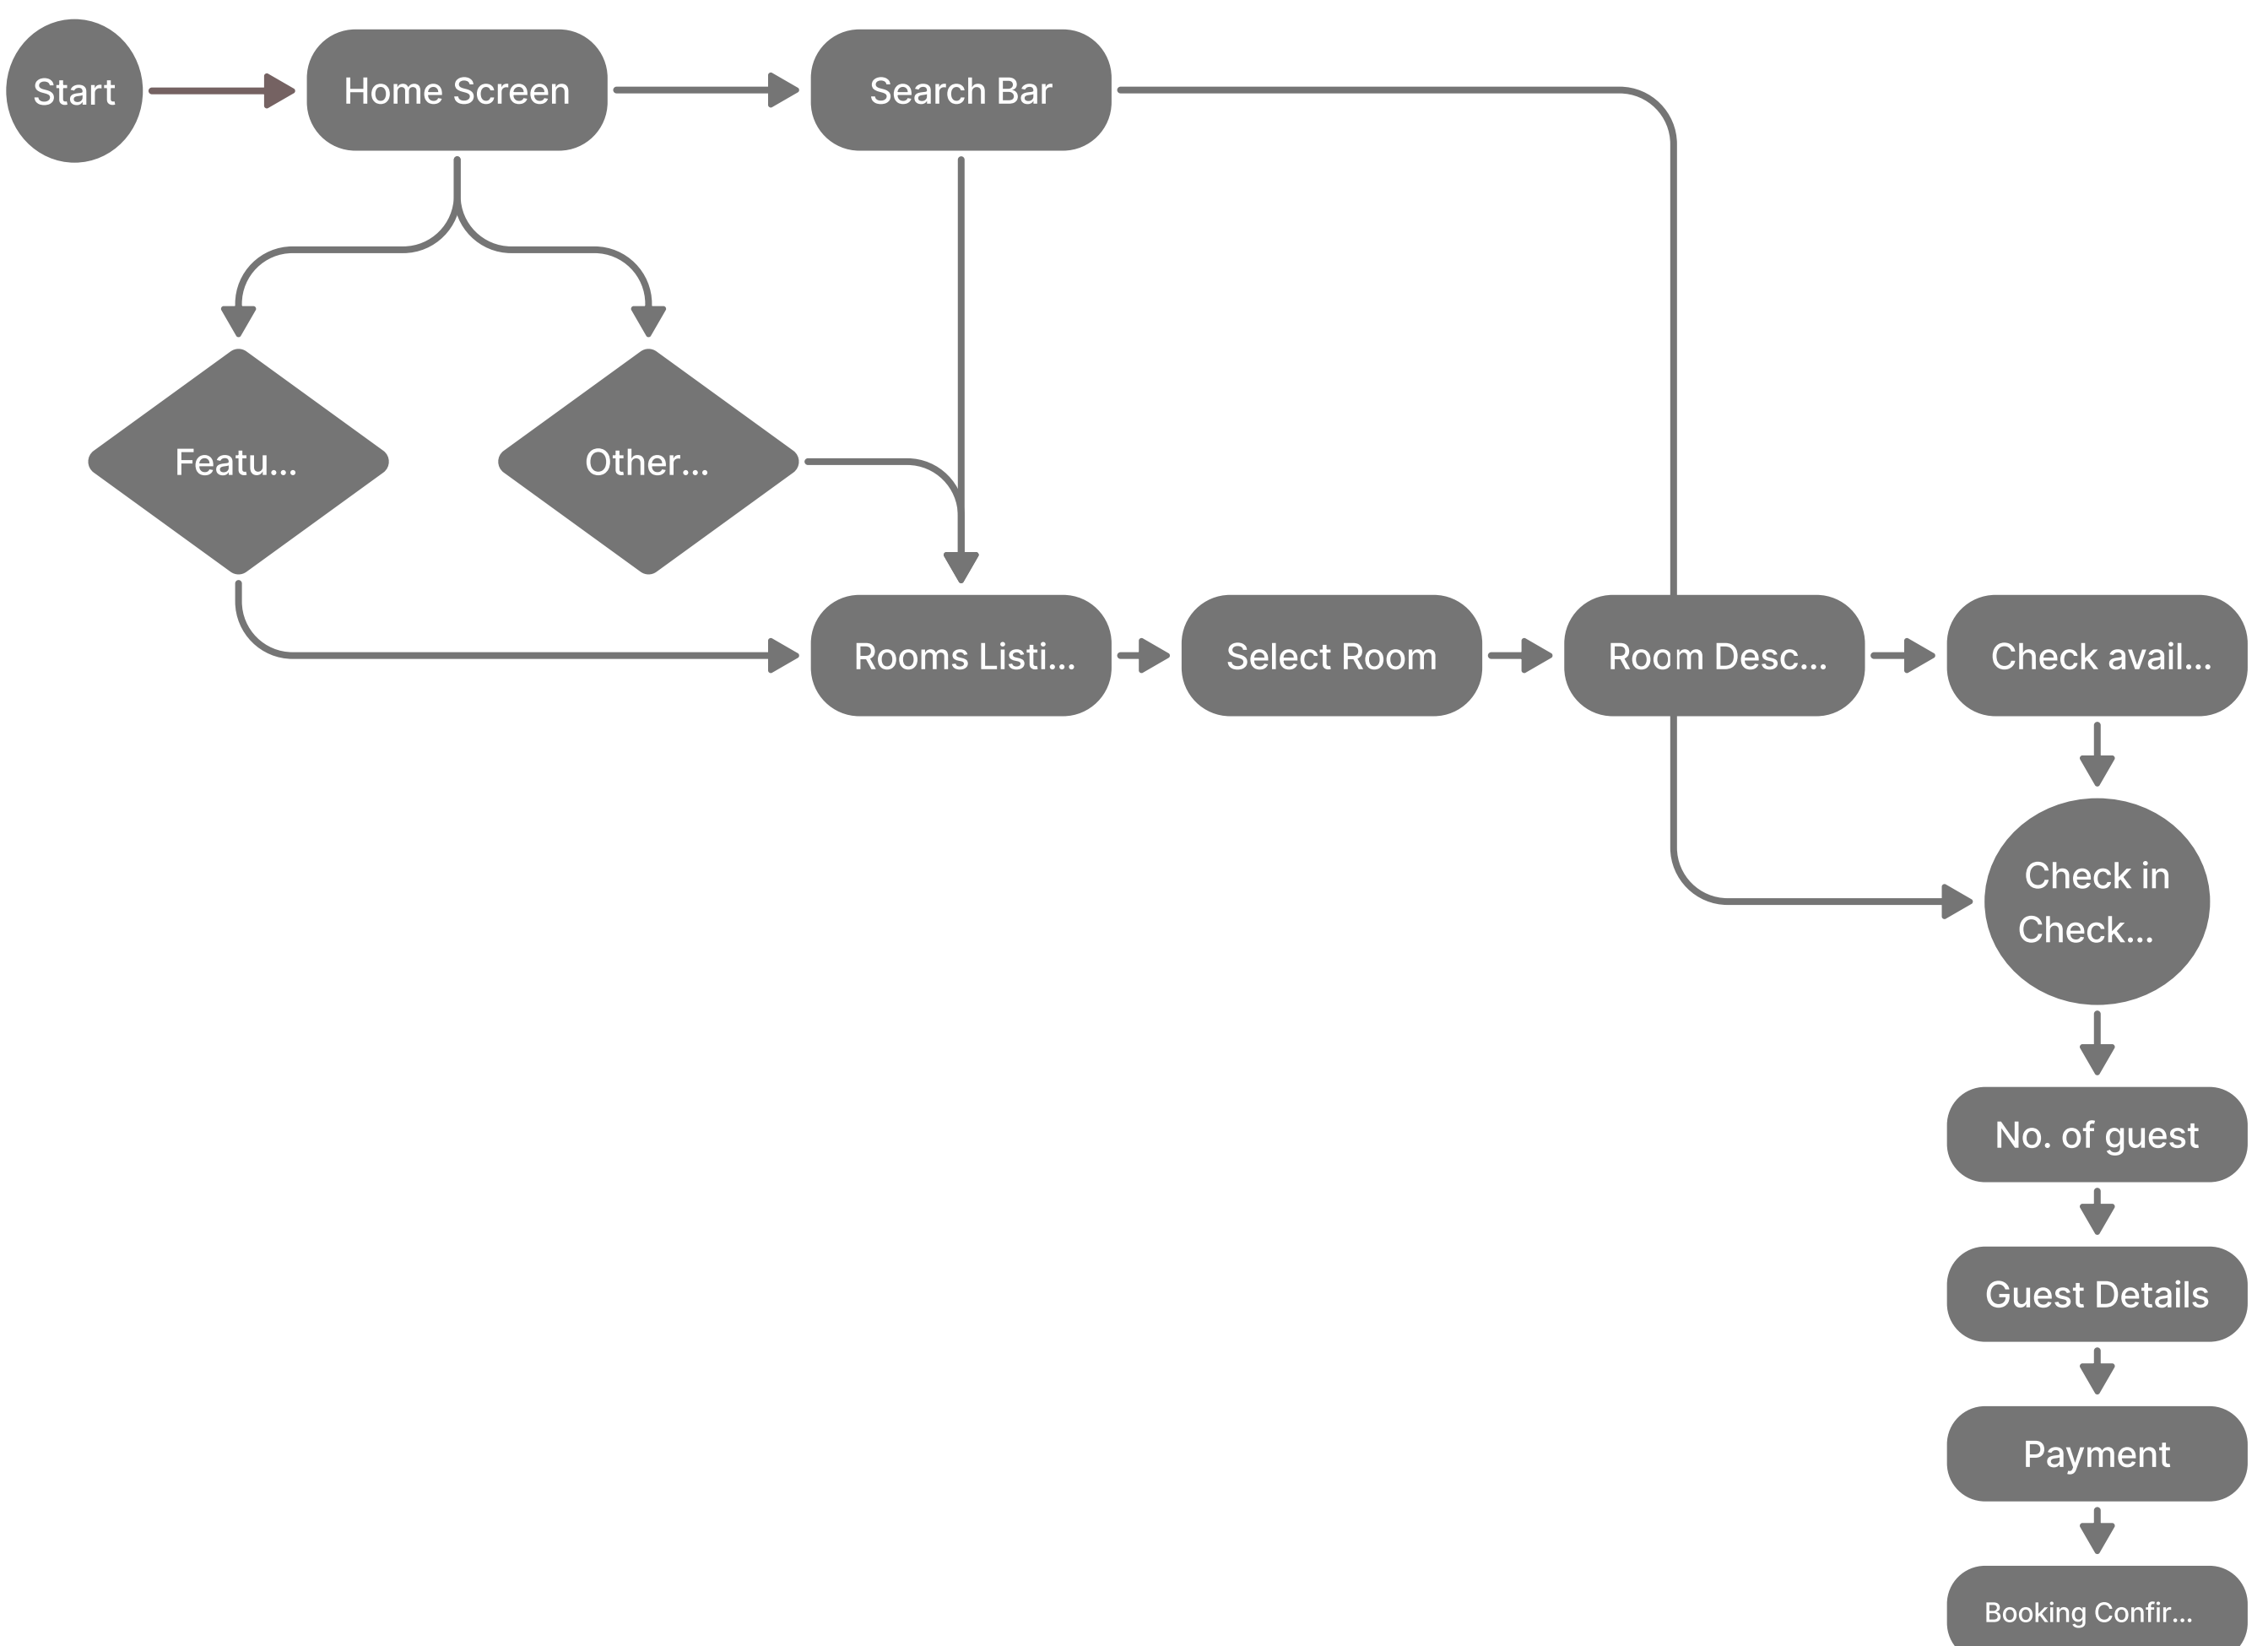 Start
Home Screen
Search Bar
Featu...
Other...
Rooms Listi...
Select Room
Room Desc...
Check avail...
Check in
Check...
No. of guest
Guest Details
Payment
Booking Confir...